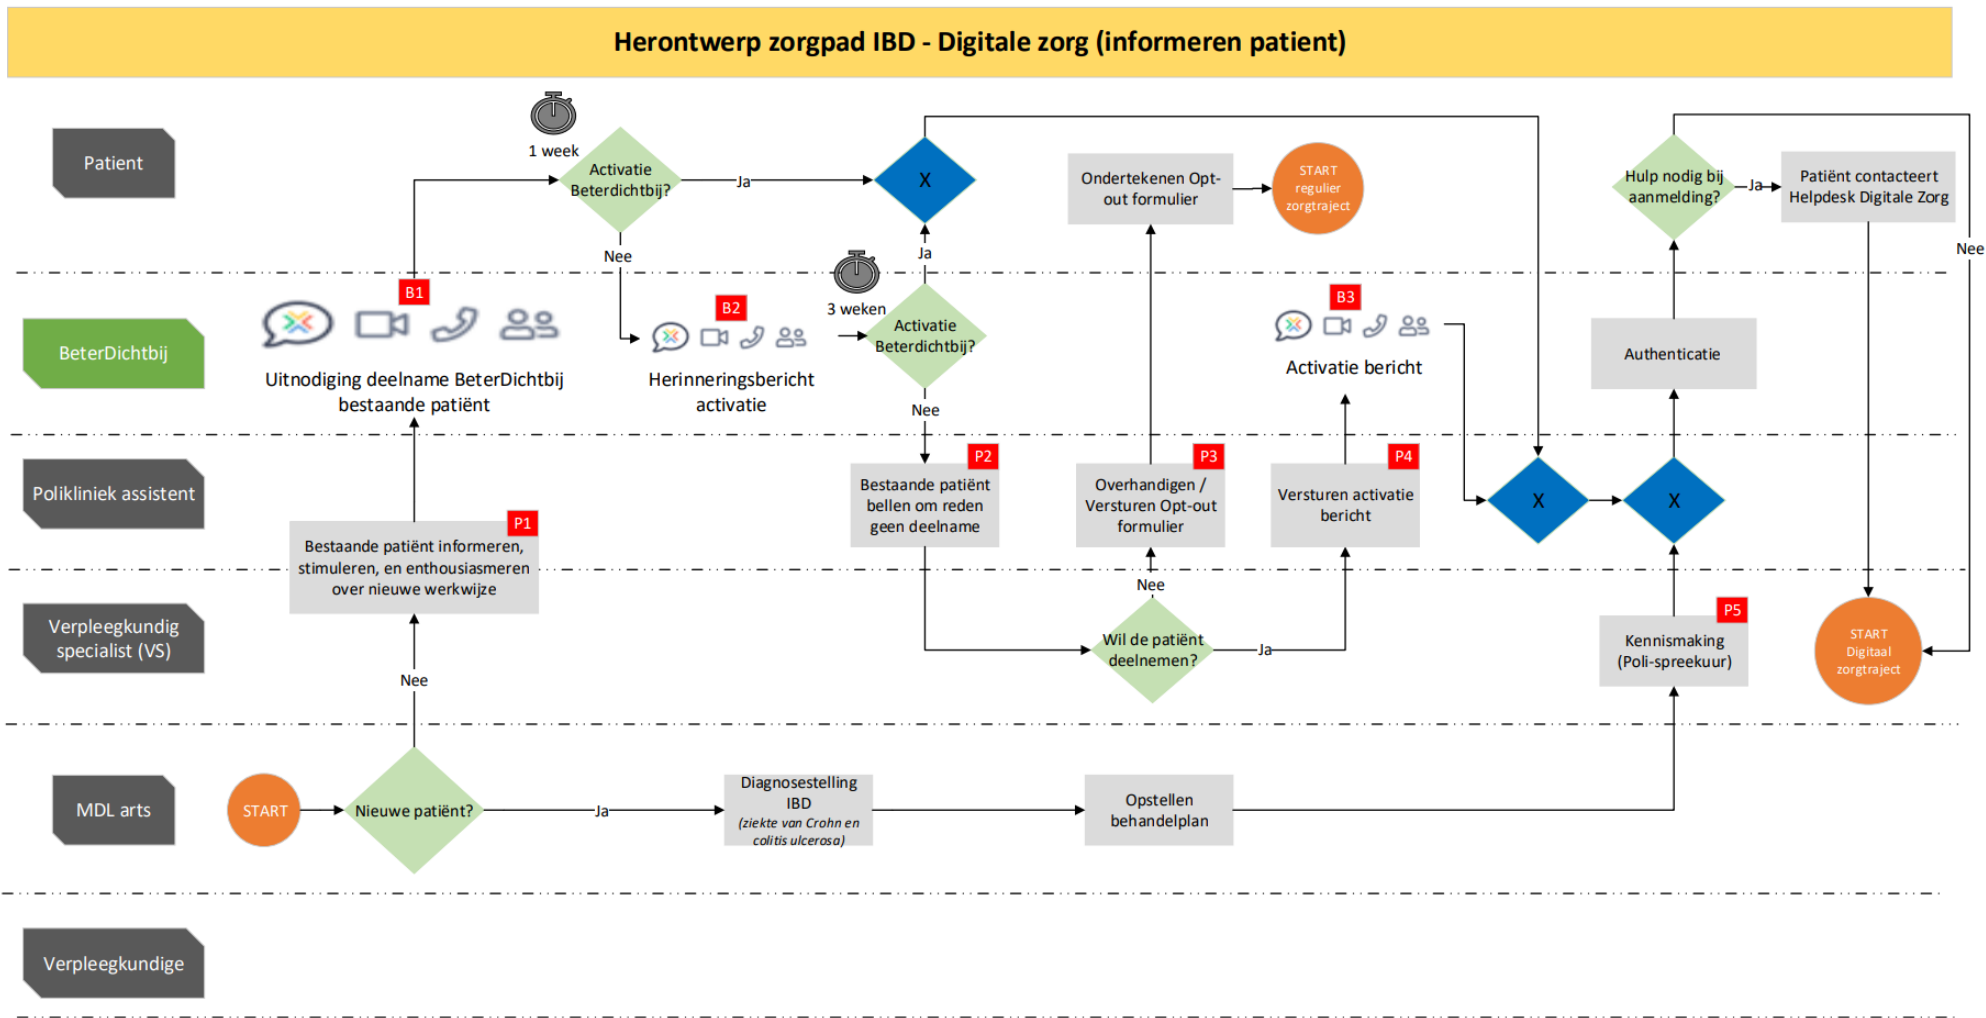 Herontwerp zorgpad IBD - Digitale zorg (informeren patient)
Patient
1 week
Activatie
Beterdichtbij?
Ja
X
Nee
Ja
Ondertekenen Opt-
out formulier
START
regulier
zorgtraject
Hulp nodig bij
aanmelding?
Ja
Patiënt contacteert
Helpdesk Digitale Zorg
Nee
BeterDichtbij
B1
Uitnodiging deelname BeterDichtbij
bestaande patiënt
B2
Herinneringsbericht
activatie
3 weken
Activatie
Beterdichtbij?
Nee
B3
Activatie bericht
Authenticatie
Polikliniek assistent
P1
Bestaande patiënt informeren,
stimuleren, en enthousiasmeren
over nieuwe werkwijze
P2
Bestaande patiënt
bellen om reden
geen deelname
P3
Overhandigen /
Versturen Opt-out
formulier
P4
Versturen activatie
bericht
X
X
Verpleegkundig
specialist (VS)
Nee
Nee
Wil de patiënt
deelnemen?
Ja
P5
Kennismaking
(Poli-spreekuur)
START
Digitaal
zorgtraject
MDL arts
START
Nieuwe patiënt?
Ja
Diagnosestelling
IBD
(ziekte van Crohn en
colitis ulcerosa)
Opstellen
behandelplan
Verpleegkundige